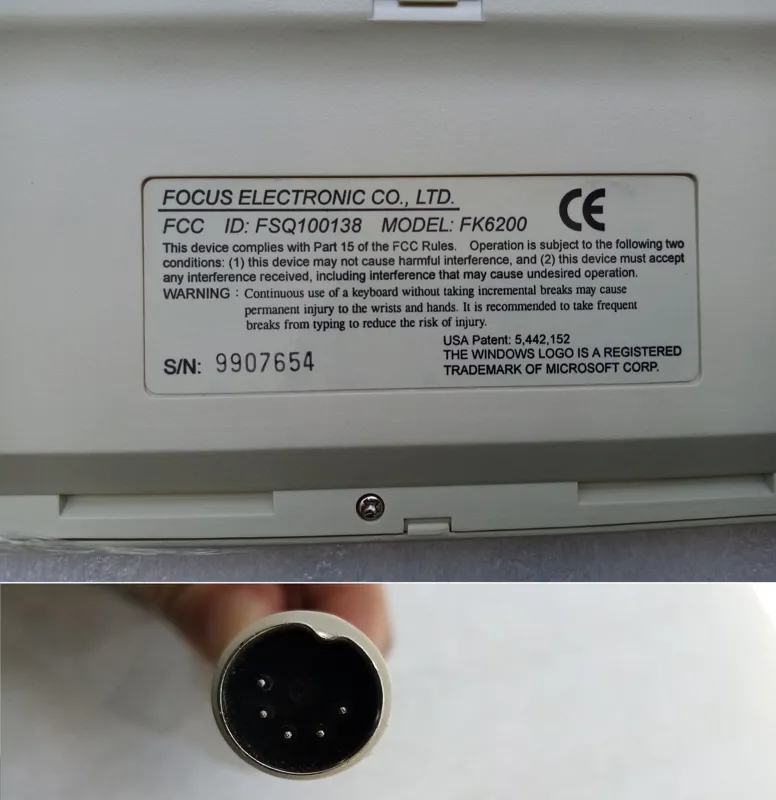 FOCUS ELECTRONIC CO., LTD.
FCC ID: FSQ100138 MODEL: FK6200
CE
This device complies with Part 15 of the FCC Rules. Operation is subject to the following two
conditions: (1) this device may not cause harmful interference, and (2) this device must accept
any interference received, including interference that may cause undesired operation.
WARNING : Continuous use of a keyboard without taking incremental breaks may cause
permanent injury to the wrists and hands. It is recommended to take frequent
breaks from typing to reduce the risk of injury.
USA Patent: 5,442,152
THE WINDOWS LOGO IS A REGISTERED
TRADEMARK OF MICROSOFT CORP.
S/N: 9907654